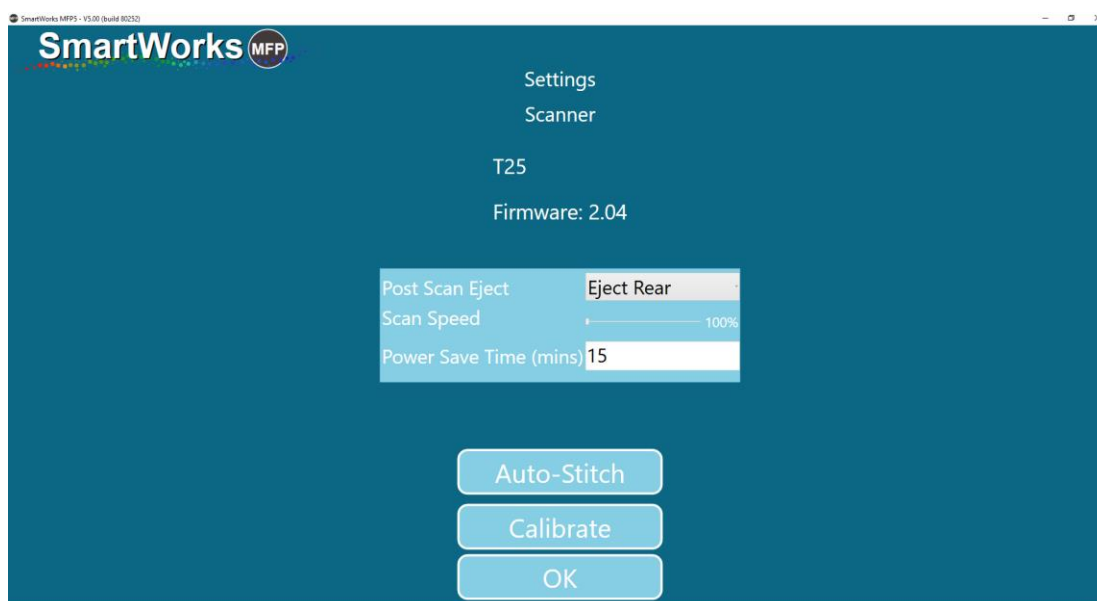 SmartWorks MFP5 - V5.00 (build 80252)
SmartWorks MFP
Settings
Scanner
T25
Firmware: 2.04
Post Scan Eject Eject Rear
Scan Speed 100%
Power Save Time (mins) 15
Auto-Stitch
Calibrate
OK